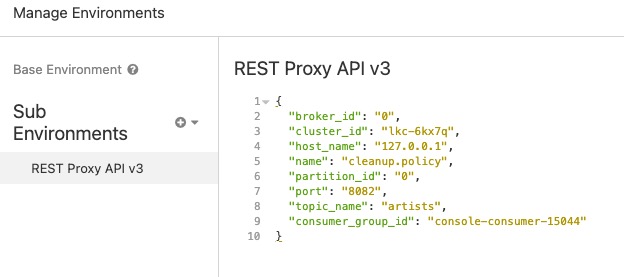 Manage Environments
Base Environment
Sub
Environments
REST Proxy API v3
REST Proxy API v3
1 {
2 "broker_id": "0",
3 "cluster_id": "lkc-6kx7q",
4 "host_name": "127.0.0.1",
5 "name": "cleanup.policy",
6 "partition_id": "0",
7 "port": "8082",
8 "topic_name": "artists",
9 "consumer_group_id": "console-consumer-15044"
10 }